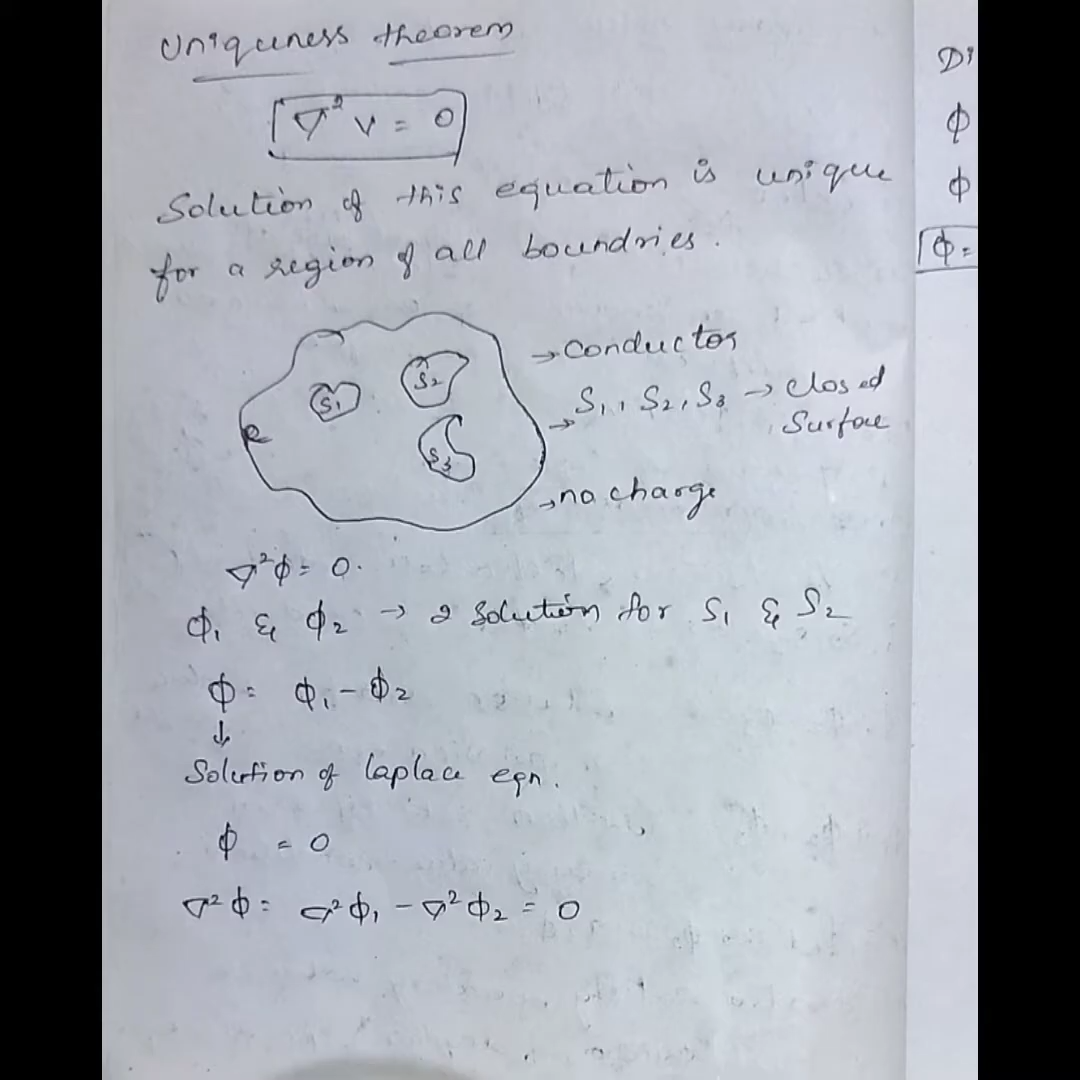 Uniqueness theorem
∇² V = 0
Solution of this equation is unique
for a region of all boundries.
S₁
S₂
S₃
→ conductor
→ S₁, S₂, S₃ → closed
surface
→ no charge
∇²ϕ = 0.
ϕ₁ & ϕ₂ → 2 solution for S₁ & S₂
ϕ = ϕ₁ - ϕ₂
↓
Solution of laplace eqn.
ϕ = 0
∇²ϕ = ∇²ϕ₁ - ∇²ϕ₂ = 0
Di
ϕ
ϕ
ϕ =